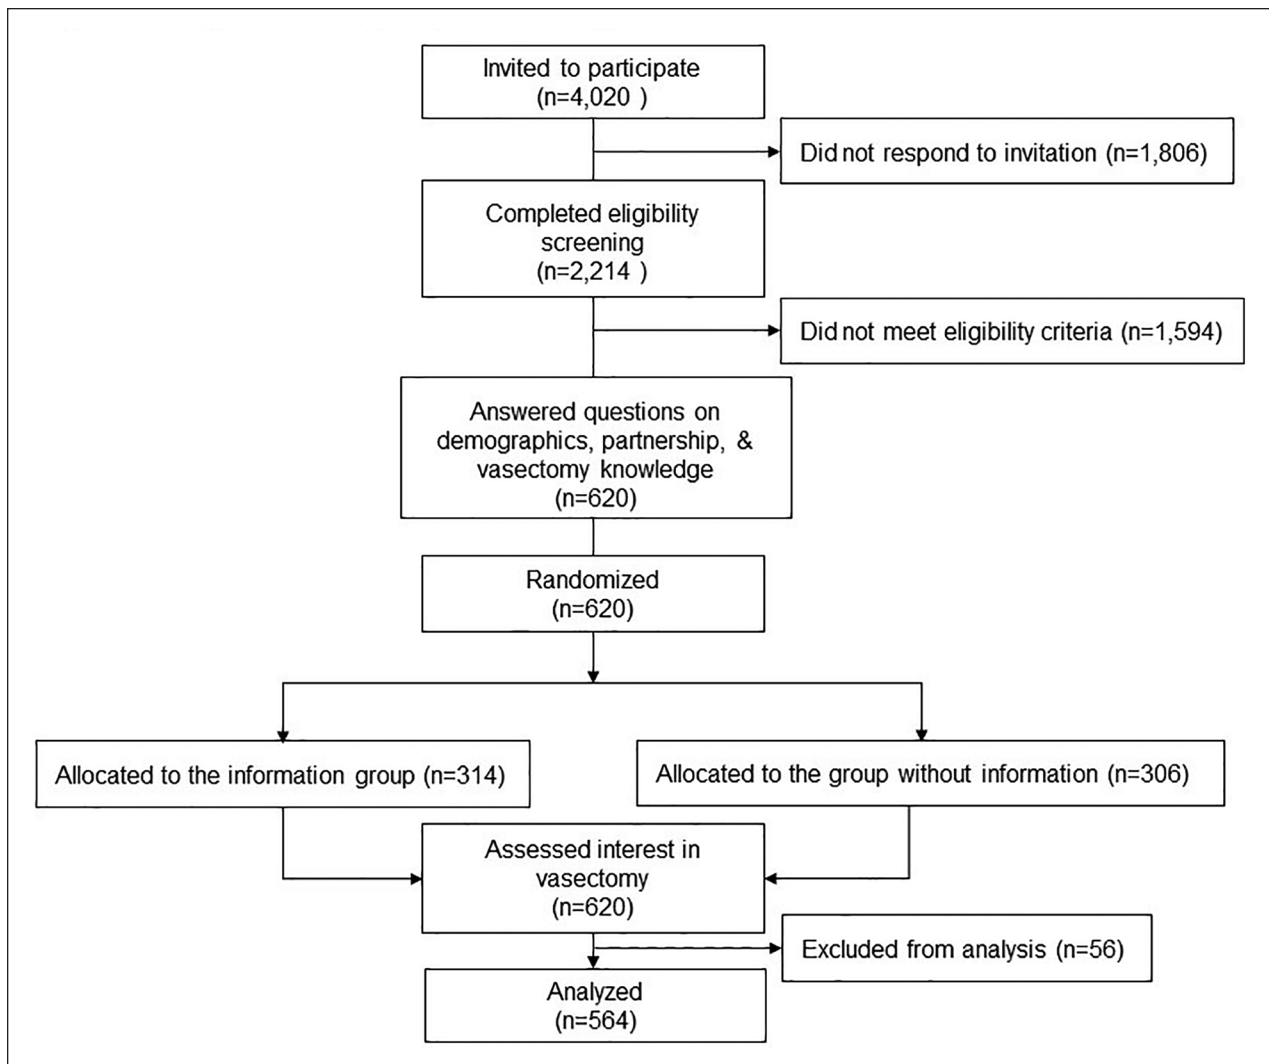 Invited to participate
(n=4,020 )
Did not respond to invitation (n=1,806)
Completed eligibility
screening
(n=2,214 )
Did not meet eligibility criteria (n=1,594)
Answered questions on
demographics, partnership, &
vasectomy knowledge
(n=620)
Randomized
(n=620)
Allocated to the information group (n=314)
Allocated to the group without information (n=306)
Assessed interest in
vasectomy
(n=620)
Excluded from analysis (n=56)
Analyzed
(n=564)